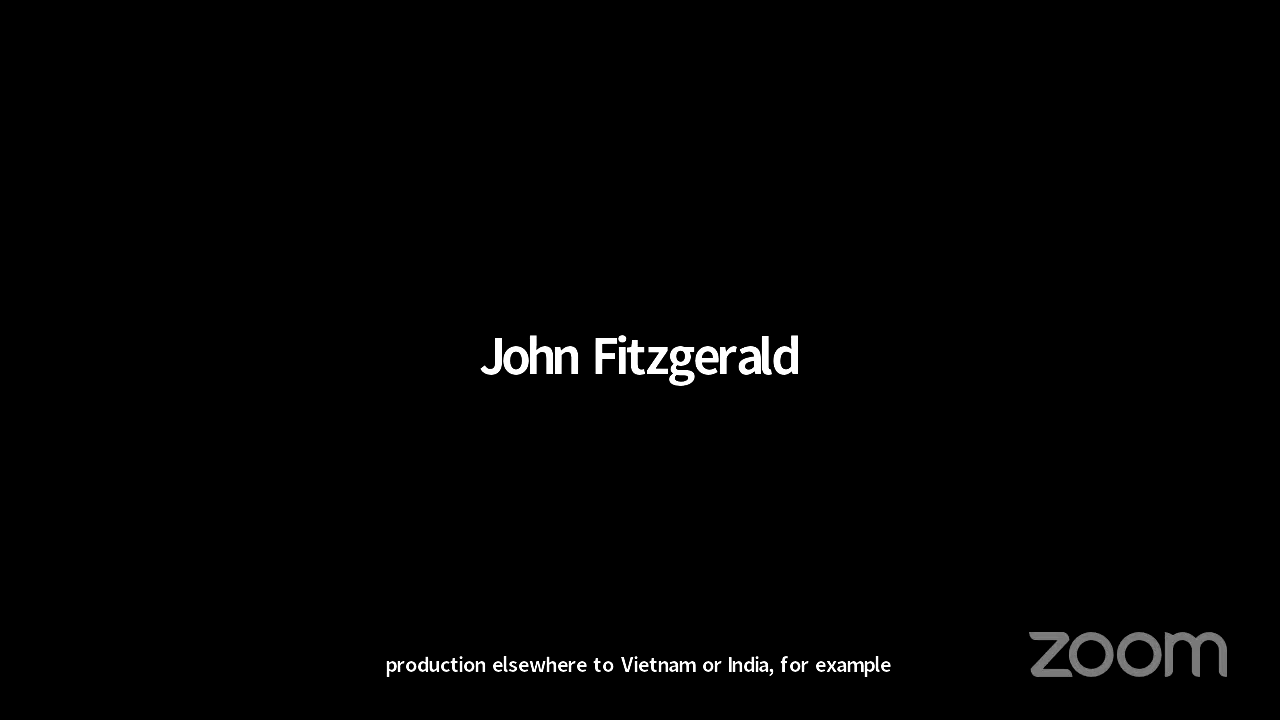 John Fitzgerald
production elsewhere to Vietnam or India, for example
zoom